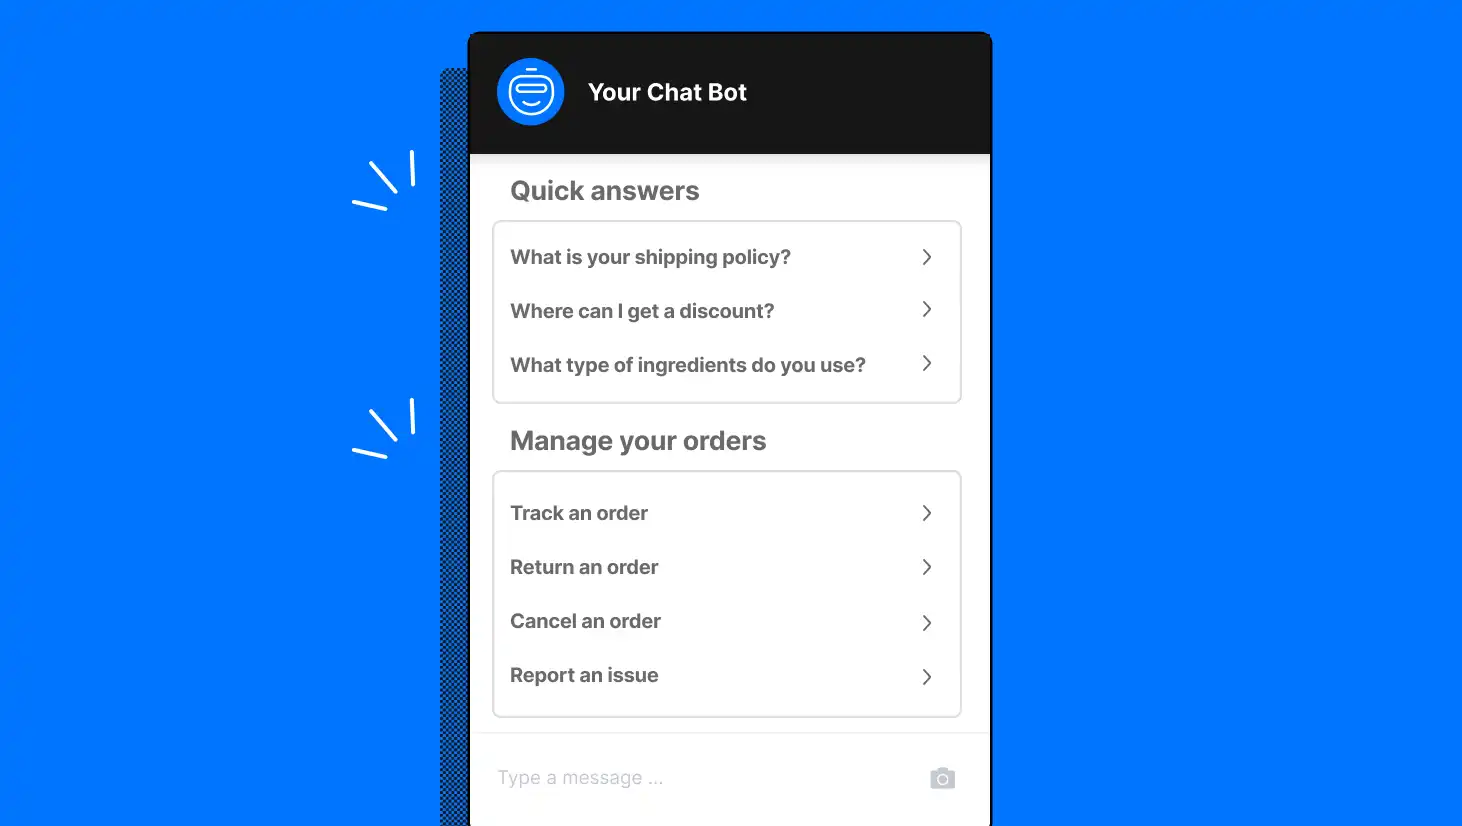 Your Chat Bot
Quick answers
What is your shipping policy?
Where can I get a discount?
What type of ingredients do you use?
Manage your orders
Track an order
Return an order
Cancel an order
Report an issue
Type a message ...